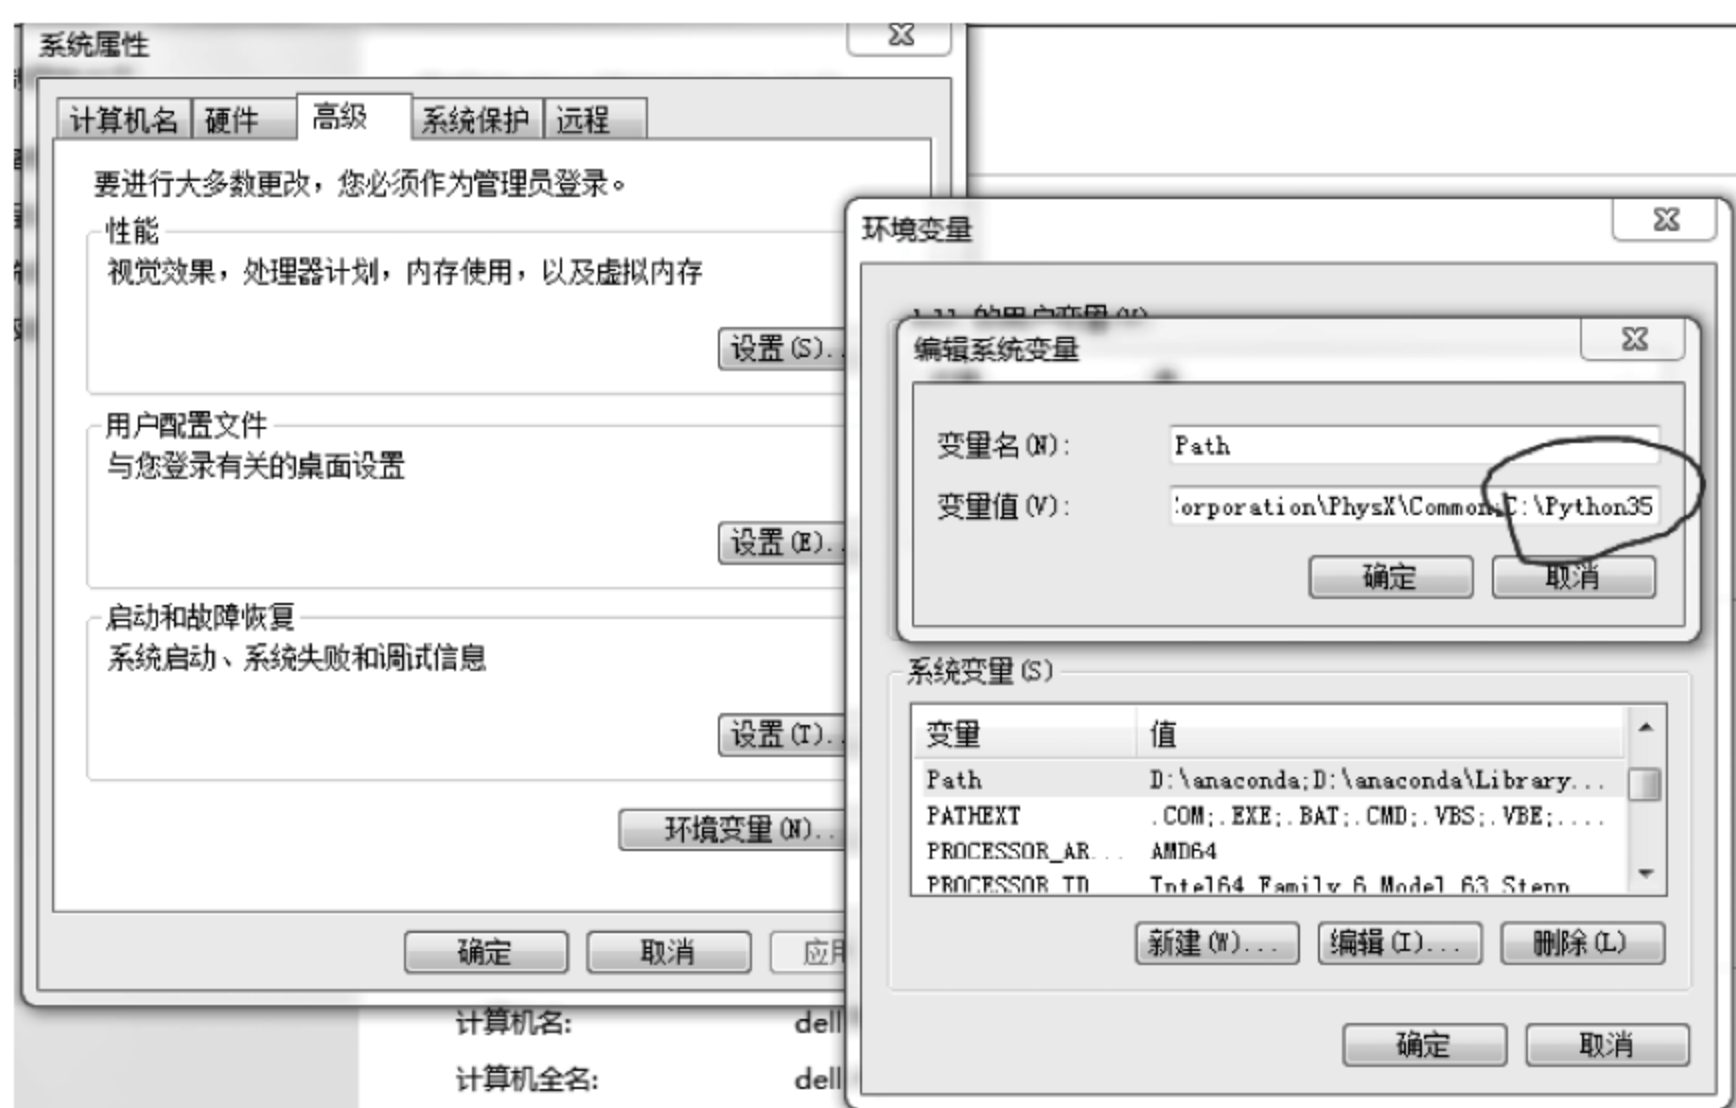 系统属性
计算机名 硬件 高级 系统保护 远程
要进行大多数更改，您必须作为管理员登录。
性能
视觉效果，处理器计划，内存使用，以及虚拟内存
设置(S)..
用户配置文件
与您登录有关的桌面设置
设置(E)..
启动和故障恢复
系统启动、系统失败和调试信息
设置(T)..
环境变量(N)..
确定 取消 应用
计算机名: dell
计算机全名: dell
环境变量
的用户变量(U)
编辑系统变量
变量名(N): Path
变量值(V): orporation\PhysX\Common;C:\Python35
确定 取消
系统变量(S)
变量 值
Path D:\anaconda;D:\anaconda\Library...
PATHEXT .COM;.EXE;.BAT;.CMD;.VBS;.VBE;....
PROCESSOR_AR... AMD64
PROCESSOR_ID Intel64 Family 6 Model 63 Stepp
新建(W)... 编辑(I)... 删除(L)
确定 取消